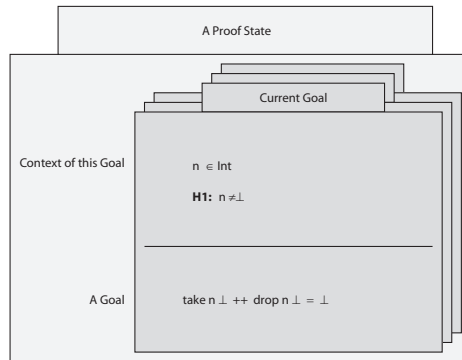 A Proof State
Current Goal
Context of this Goal
n ∈ Int
H1: n ≠⊥
A Goal
take n ⊥ ++ drop n ⊥ = ⊥